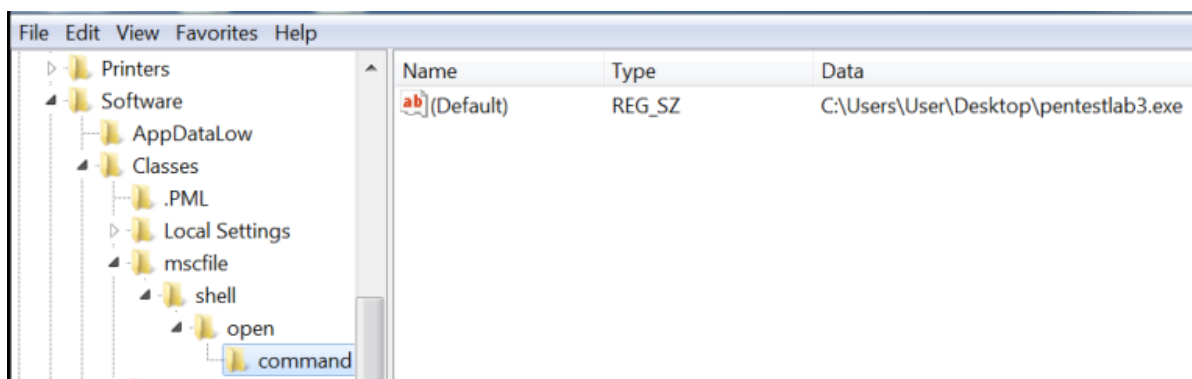 File Edit View Favorites Help
Printers
Software
AppDataLow
Classes
.PML
Local Settings
mscfile
shell
open
command
Name Type Data
ab (Default) REG_SZ C:\Users\User\Desktop\pentestlab3.exe